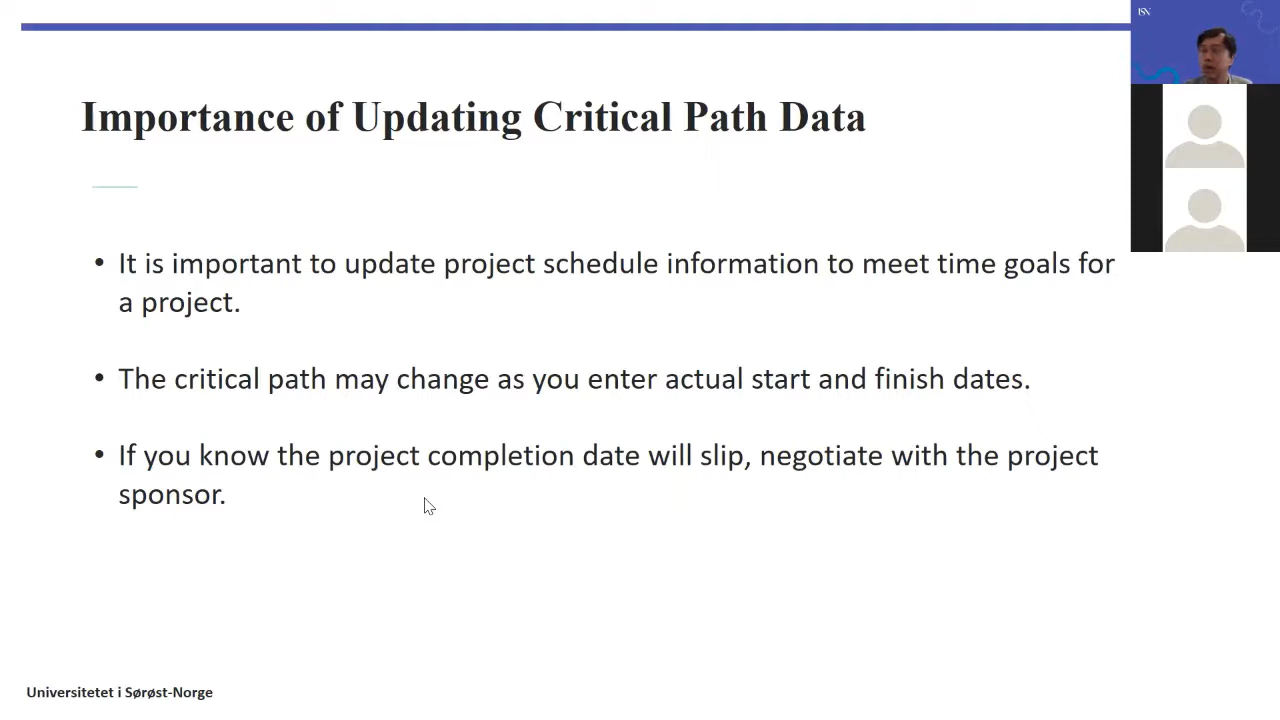 Importance of Updating Critical Path Data
• It is important to update project schedule information to meet time goals for
a project.
• The critical path may change as you enter actual start and finish dates.
• If you know the project completion date will slip, negotiate with the project
sponsor.
Universitetet i Sørøst-Norge